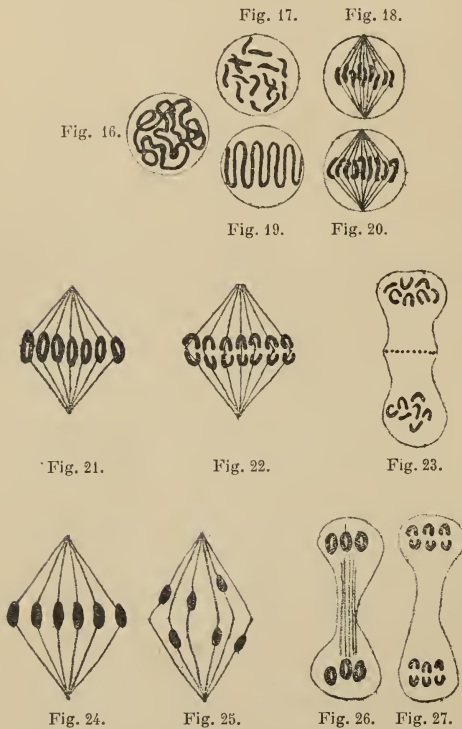 Fig. 17. Fig. 18.
Fig. 16.
Fig. 19. Fig. 20.
Fig. 21. Fig. 22. Fig. 23.
Fig. 24. Fig. 25. Fig. 26. Fig. 27.